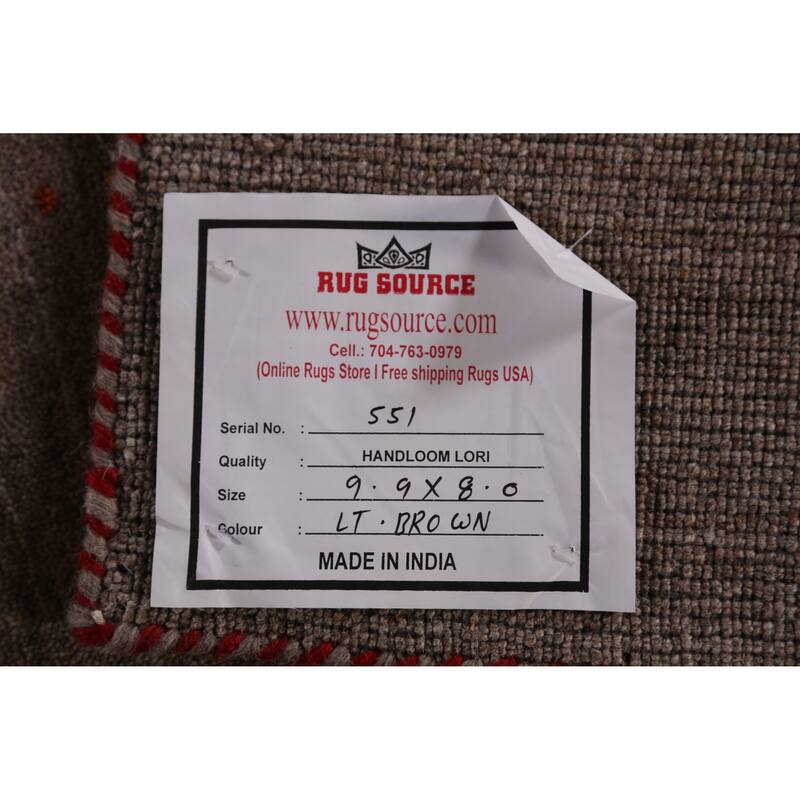 RUG SOURCE
www.rugsource.com
Cell.: 704-763-0979
(Online Rugs Store I Free shipping Rugs USA)
Serial No. : 551
Quality : HANDLOOM LORI
Size : 9.9X8.0
Colour : LT. BROWN
MADE iN INDIA